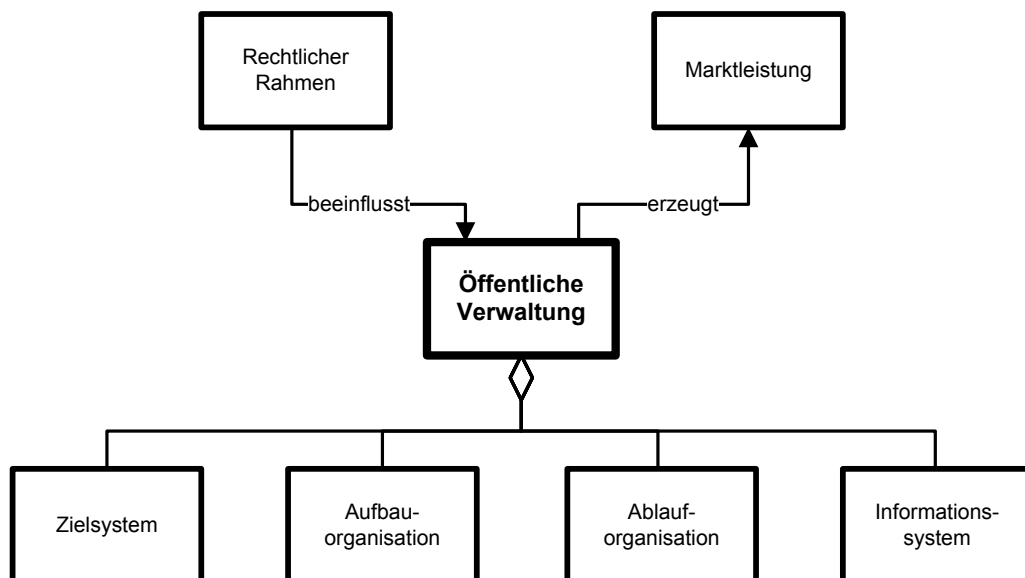 Rechtlicher
Rahmen
Marktleistung
beeinflusst
erzeugt
Öffentliche
Verwaltung
Zielsystem
Aufbau-
organisation
Ablauf-
organisation
Informations-
system